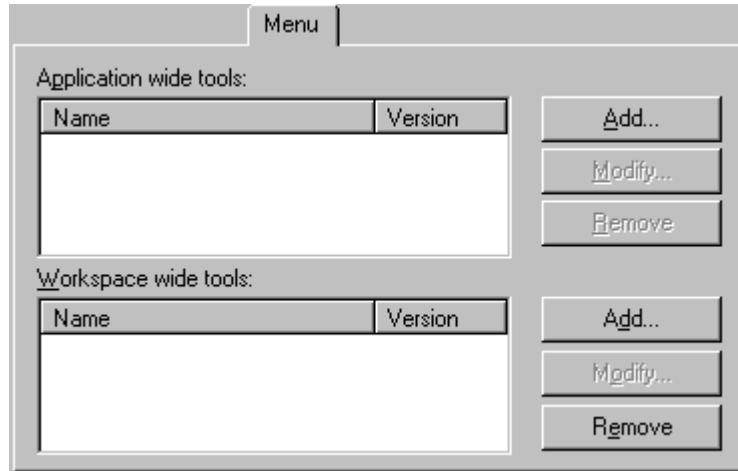 Menu
Application wide tools:
Name Version
Add...
Modify...
Remove
Workspace wide tools:
Name Version
Add...
Modify...
Remove